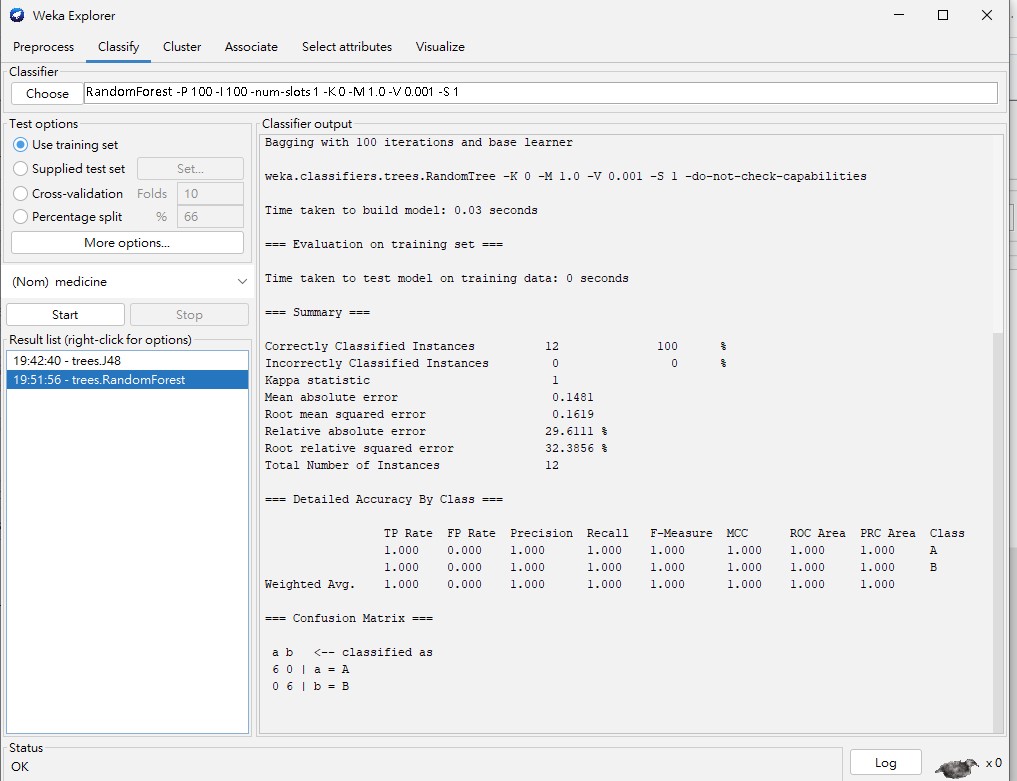 Weka Explorer
Preprocess Classify Cluster Associate Select attributes Visualize
Classifier
Choose RandomForest -P 100 -I 100 -num-slots 1 -K 0 -M 1.0 -V 0.001 -S 1
Test options
Use training set
Supplied test set Set...
Cross-validation Folds 10
Percentage split % 66
More options...
(Nom) medicine
Start Stop
Result list (right-click for options)
19:42:40 - trees.J48
19:51:56 - trees.RandomForest
Classifier output
Bagging with 100 iterations and base learner
weka.classifiers.trees.RandomTree -K 0 -M 1.0 -V 0.001 -S 1 -do-not-check-capabilities
Time taken to build model: 0.03 seconds
=== Evaluation on training set ===
Time taken to test model on training data: 0 seconds
=== Summary ===
Correctly Classified Instances 12 100 %
Incorrectly Classified Instances 0 0 %
Kappa statistic 1
Mean absolute error 0.1481
Root mean squared error 0.1619
Relative absolute error 29.6111 %
Root relative squared error 32.3856 %
Total Number of Instances 12
=== Detailed Accuracy By Class ===
TP Rate FP Rate Precision Recall F-Measure MCC ROC Area PRC Area Class
1.000 0.000 1.000 1.000 1.000 1.000 1.000 1.000 A
1.000 0.000 1.000 1.000 1.000 1.000 1.000 1.000 B
Weighted Avg. 1.000 0.000 1.000 1.000 1.000 1.000 1.000 1.000
=== Confusion Matrix ===
a b <-- classified as
6 0 | a = A
0 6 | b = B
Status
OK
Log x 0